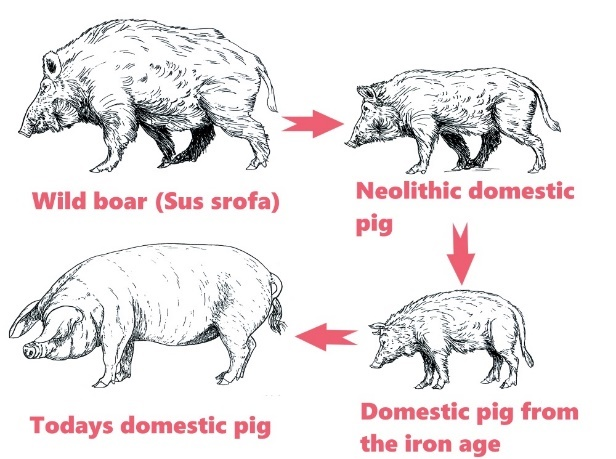 Wild boar (Sus srofa)
Neolithic domestic
pig
Todays domestic pig
Domestic pig from
the iron age